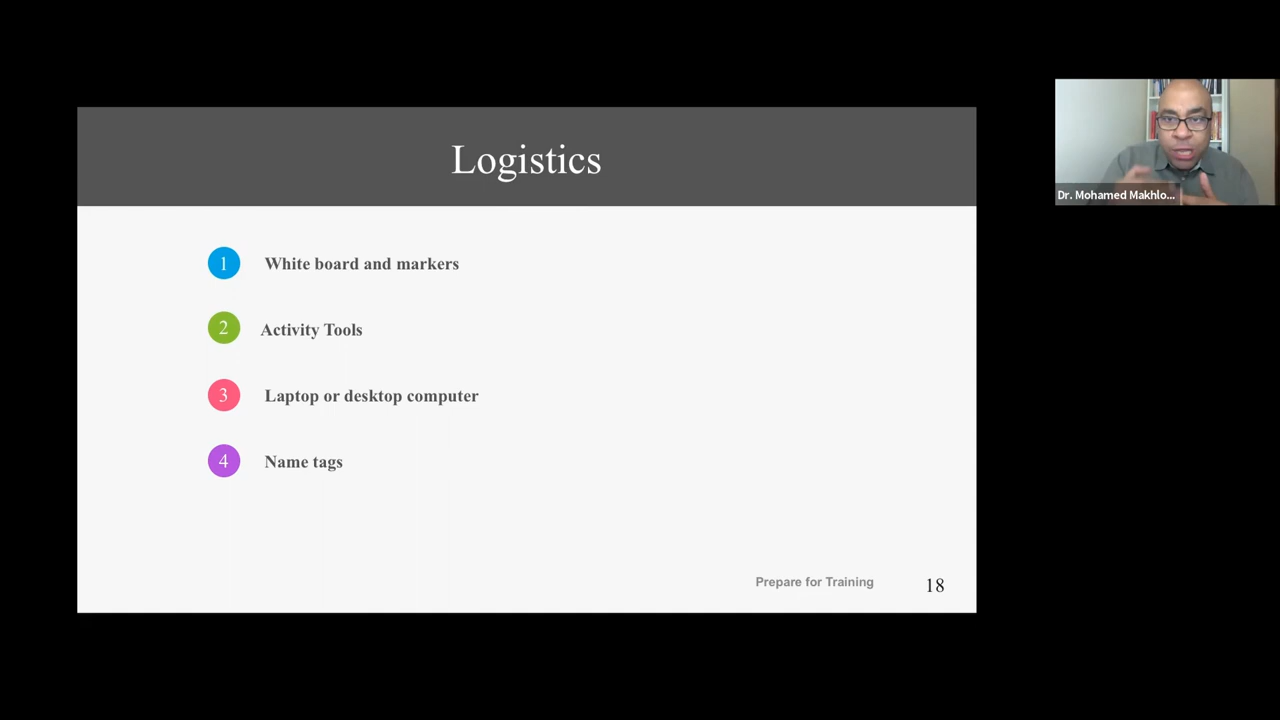 Logistics
1 White board and markers
2 Activity Tools
3 Laptop or desktop computer
4 Name tags
Prepare for Training 18
Dr. Mohamed Makhlo...